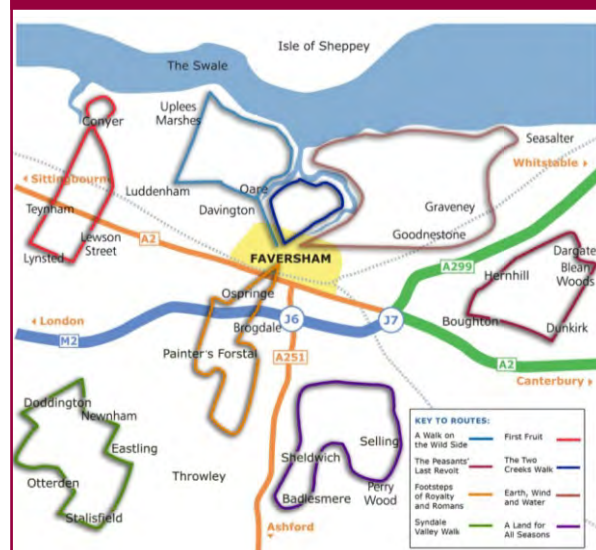 Isle of Sheppey
The Swale
Uplees
Marshes
Conyer
Seasalter
Whitstable
Sittingbourne
Luddenham
Oare
Davington
Graveney
Goodnestone
Teynham
A2
Lewson
Street
Lynsted
FAVERSHAM
A299
Dargate
Blean
Woods
Hernhill
Ospringe
London
J6
J7
Brogdale
Boughton
Dunkirk
M2
Painter's Forstal
A251
A2
Canterbury
Doddington
Newnham
Eastling
Otterden
Stalisfield
Throwley
Sheldwich
Selling
Badlesmere
Perry
Wood
Ashford
KEY TO ROUTES:
A Walk on
the Wild Side
First Fruit
The Peasants'
Last Revolt
The Two
Creeks Walk
Footsteps
of Royalty
and Romans
Earth, Wind
and Water
Syndale
Valley Walk
A Land for
All Seasons